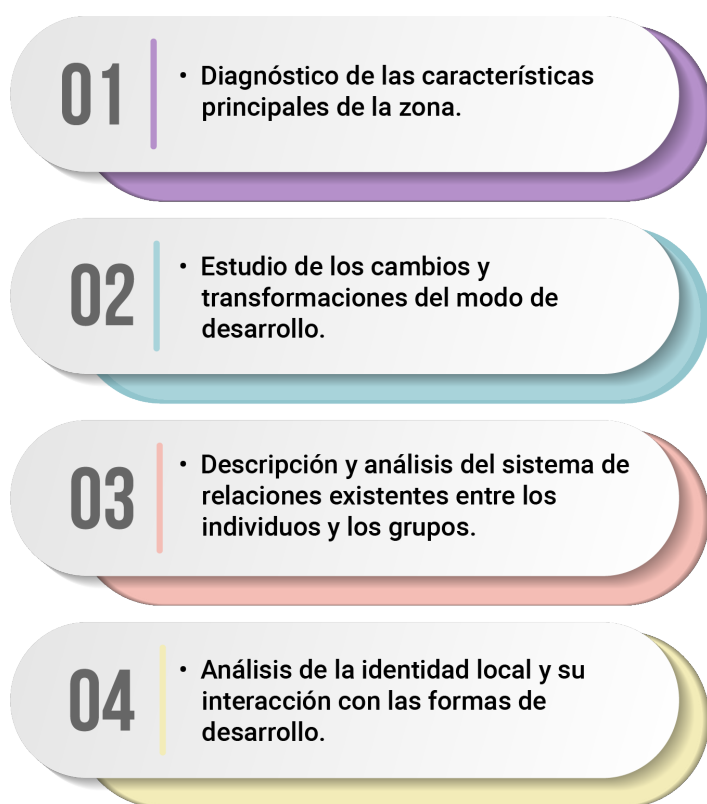 01
• Diagnóstico de las características
principales de la zona.
02
• Estudio de los cambios y
transformaciones del modo de
desarrollo.
03
• Descripción y análisis del sistema de
relaciones existentes entre los
individuos y los grupos.
04
• Análisis de la identidad local y su
interacción con las formas de
desarrollo.